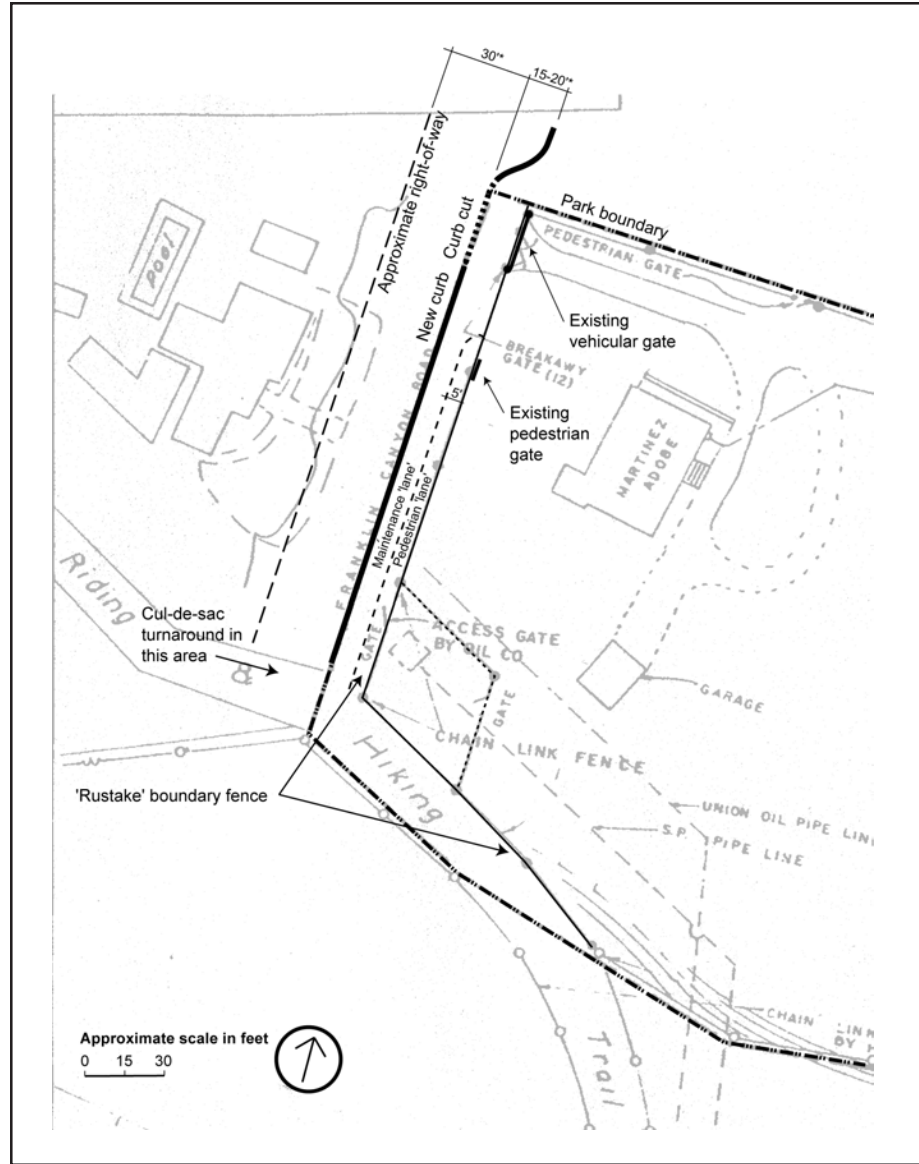 30'*
15-20'*
Approximate right-of-way
Curb cut
New curb
Park boundary
PEDESTRIAN GATE
POOL
Existing
vehicular gate
BREAKAWY
GATE (12)
5'
Existing
pedestrian
gate
MARTINEZ
ADOBE
FRANKLIN CANYON ROAD
Maintenance 'lane'
Pedestrian 'lane'
Riding
Cul-de-sac
turnaround in
this area
GATE
ACCESS GATE
BY OIL CO
GATE
GARAGE
CHAIN LINK FENCE
Hiking
'Rustake' boundary fence
UNION OIL PIPE LINE
S.P. PIPE LINE
CHAIN LINK
BY H
Trail
Approximate scale in feet
0 15 30